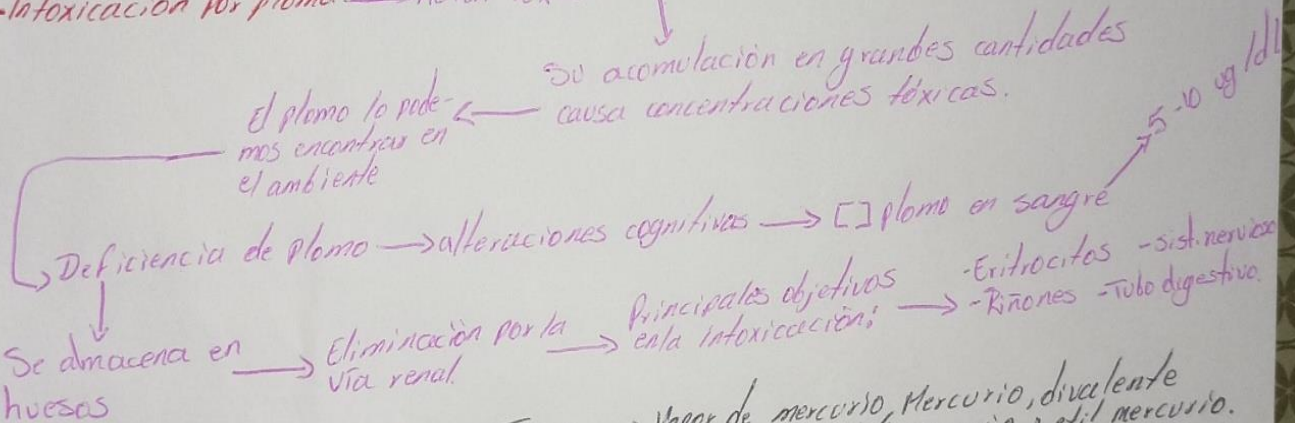 -Intoxicación por
Su acomulación en grandes cantidades
causa concentraciones tóxicas.
El plomo lo pode-
mos encontrar en
el ambiente
Deficiencia de plomo → alteraciones cognitivas → [ ] plomo en sangre
5-10 ug/dl
Se almacena en
huesos
Eliminación por la
vía renal.
Principales objetivos
en la intoxicación:
-Eritrocitos -sist. nervioso
-Riñones -Tubo digestivo.
de mercurio, Mercurio, divalente
mercurio.